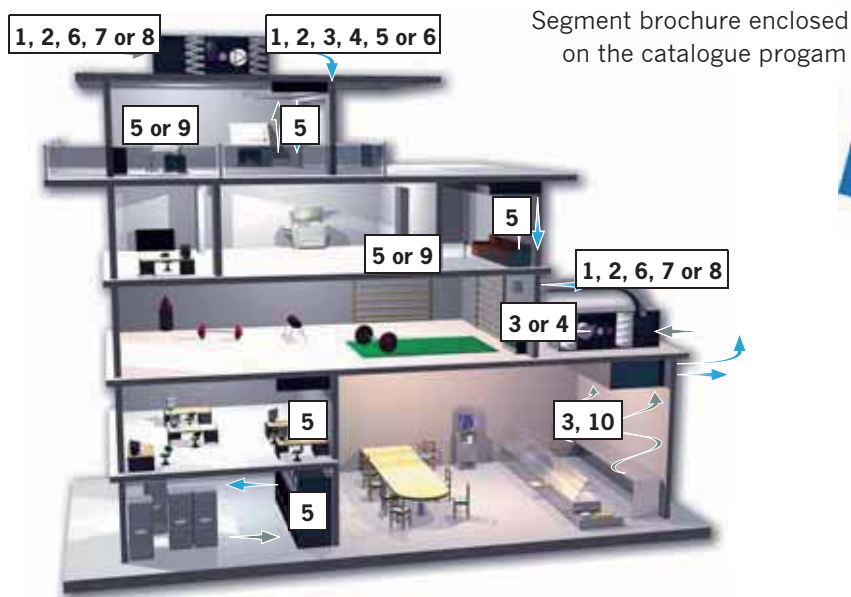 Segment brochure enclosed
on the catalogue progam
1, 2, 6, 7 or 8
1, 2, 3, 4, 5 or 6
5 or 9
5
5
5 or 9
1, 2, 6, 7 or 8
3 or 4
5
3, 10
5